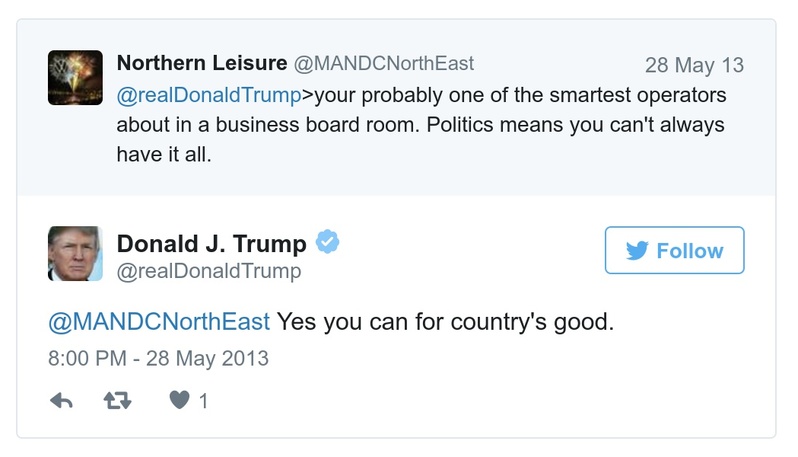 Northern Leisure @MANDCNorthEast 28 May 13
@realDonaldTrump>your probably one of the smartest operators
about in a business board room. Politics means you can't always
have it all.
Donald J. Trump
@realDonaldTrump
Follow
@MANDCNorthEast Yes you can for country's good.
8:00 PM - 28 May 2013
1